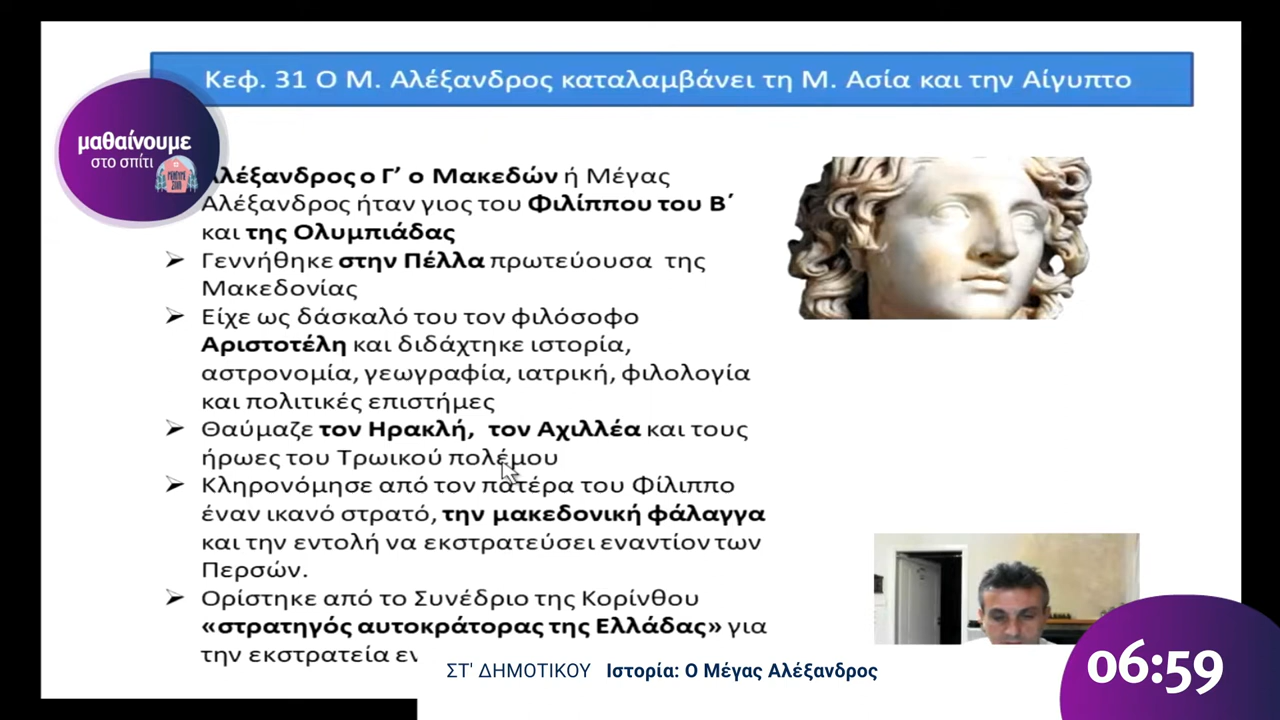 Κεφ. 31 Ο Μ. Αλέξανδρος καταλαμβάνει τη Μ. Ασία και την Αίγυπτο
μαθαίνουμε
στο σπίτι
Αλέξανδρος ο Γ’ ο Μακεδών ή Μέγας
Αλέξανδρος ήταν γιος του Φιλίππου του Β΄
και της Ολυμπιάδας
➢ Γεννήθηκε στην Πέλλα πρωτεύουσα της
Μακεδονίας
➢ Είχε ως δάσκαλό του τον φιλόσοφο
Αριστοτέλη και διδάχτηκε ιστορία,
αστρονομία, γεωγραφία, ιατρική, φιλολογία
και πολιτικές επιστήμες
➢ Θαύμαζε τον Ηρακλή, τον Αχιλλέα και τους
ήρωες του Τρωικού πολέμου
➢ Κληρονόμησε από τον πατέρα του Φίλιππο
έναν ικανό στρατό, την μακεδονική φάλαγγα
και την εντολή να εκστρατεύσει εναντίον των
Περσών.
➢ Ορίστηκε από το Συνέδριο της Κορίνθου
«στρατηγός αυτοκράτορας της Ελλάδας» για
την εκστρατεία
ΣΤ' ΔΗΜΟΤΙΚΟΥ Ιστορία: Ο Μέγας Αλέξανδρος
06:59